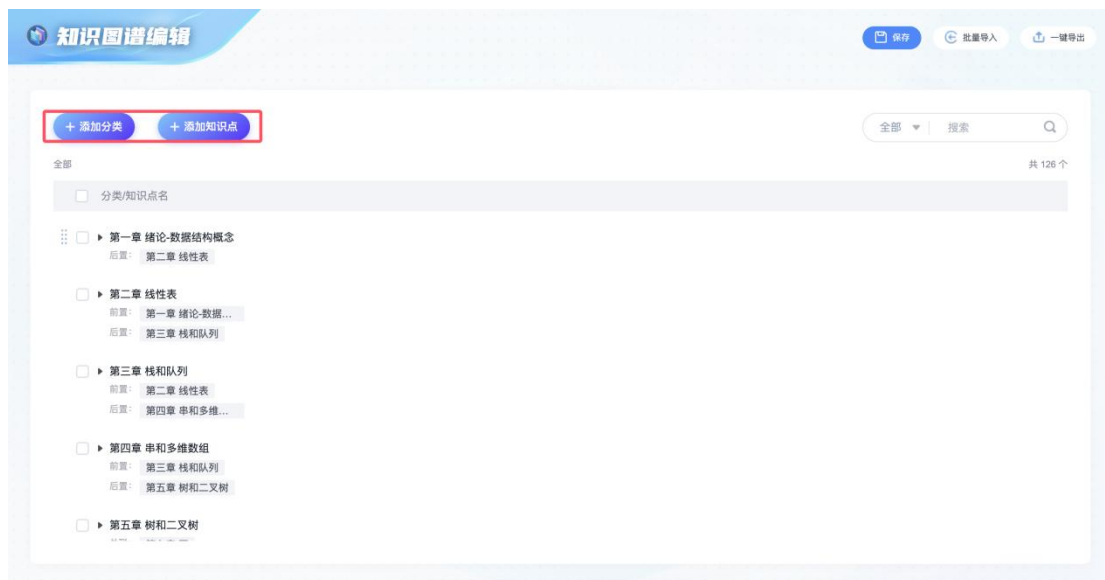 知识图谱编辑
保存 批量导入 一键导出
+ 添加分类 + 添加知识点 全部 搜索
全部 共 126 个
分类/知识点名
第一章 绪论-数据结构概念
后置: 第二章 线性表
第二章 线性表
前置: 第一章 绪论-数据...
后置: 第三章 栈和队列
第三章 栈和队列
前置: 第二章 线性表
后置: 第四章 串和多维...
第四章 串和多维数组
前置: 第三章 栈和队列
后置: 第五章 树和二叉树
第五章 树和二叉树